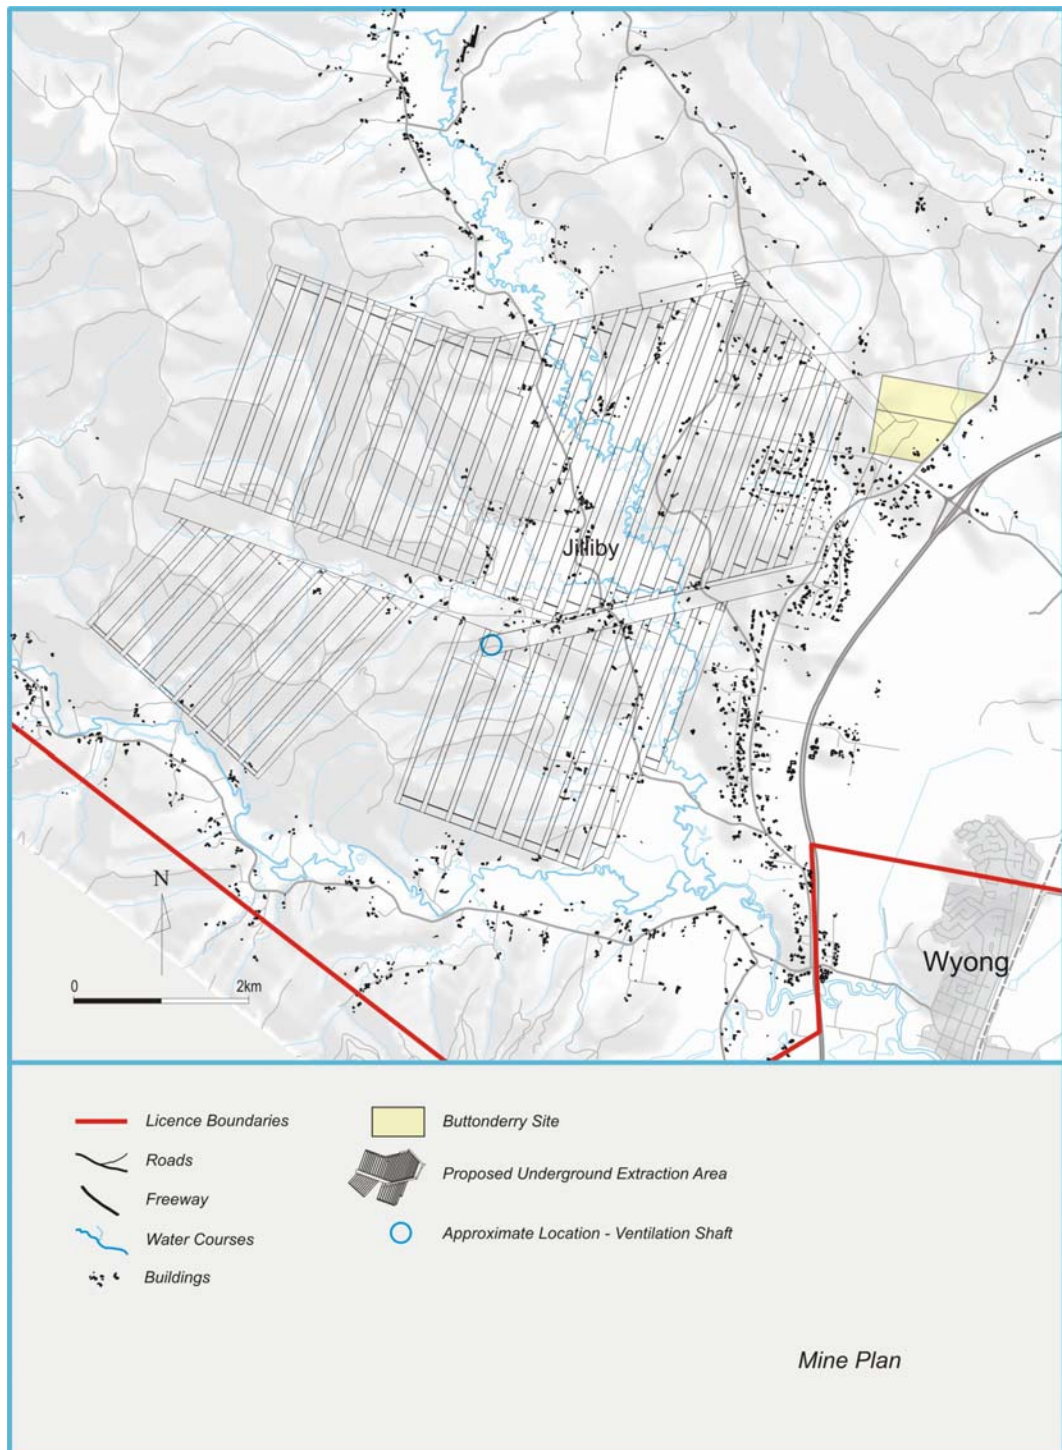 Jilliby
N
Wyong
0
2km
Licence Boundaries
Roads
Freeway
Water Courses
Buildings
Buttonderry Site
Proposed Underground Extraction Area
Approximate Location - Ventilation Shaft
Mine Plan